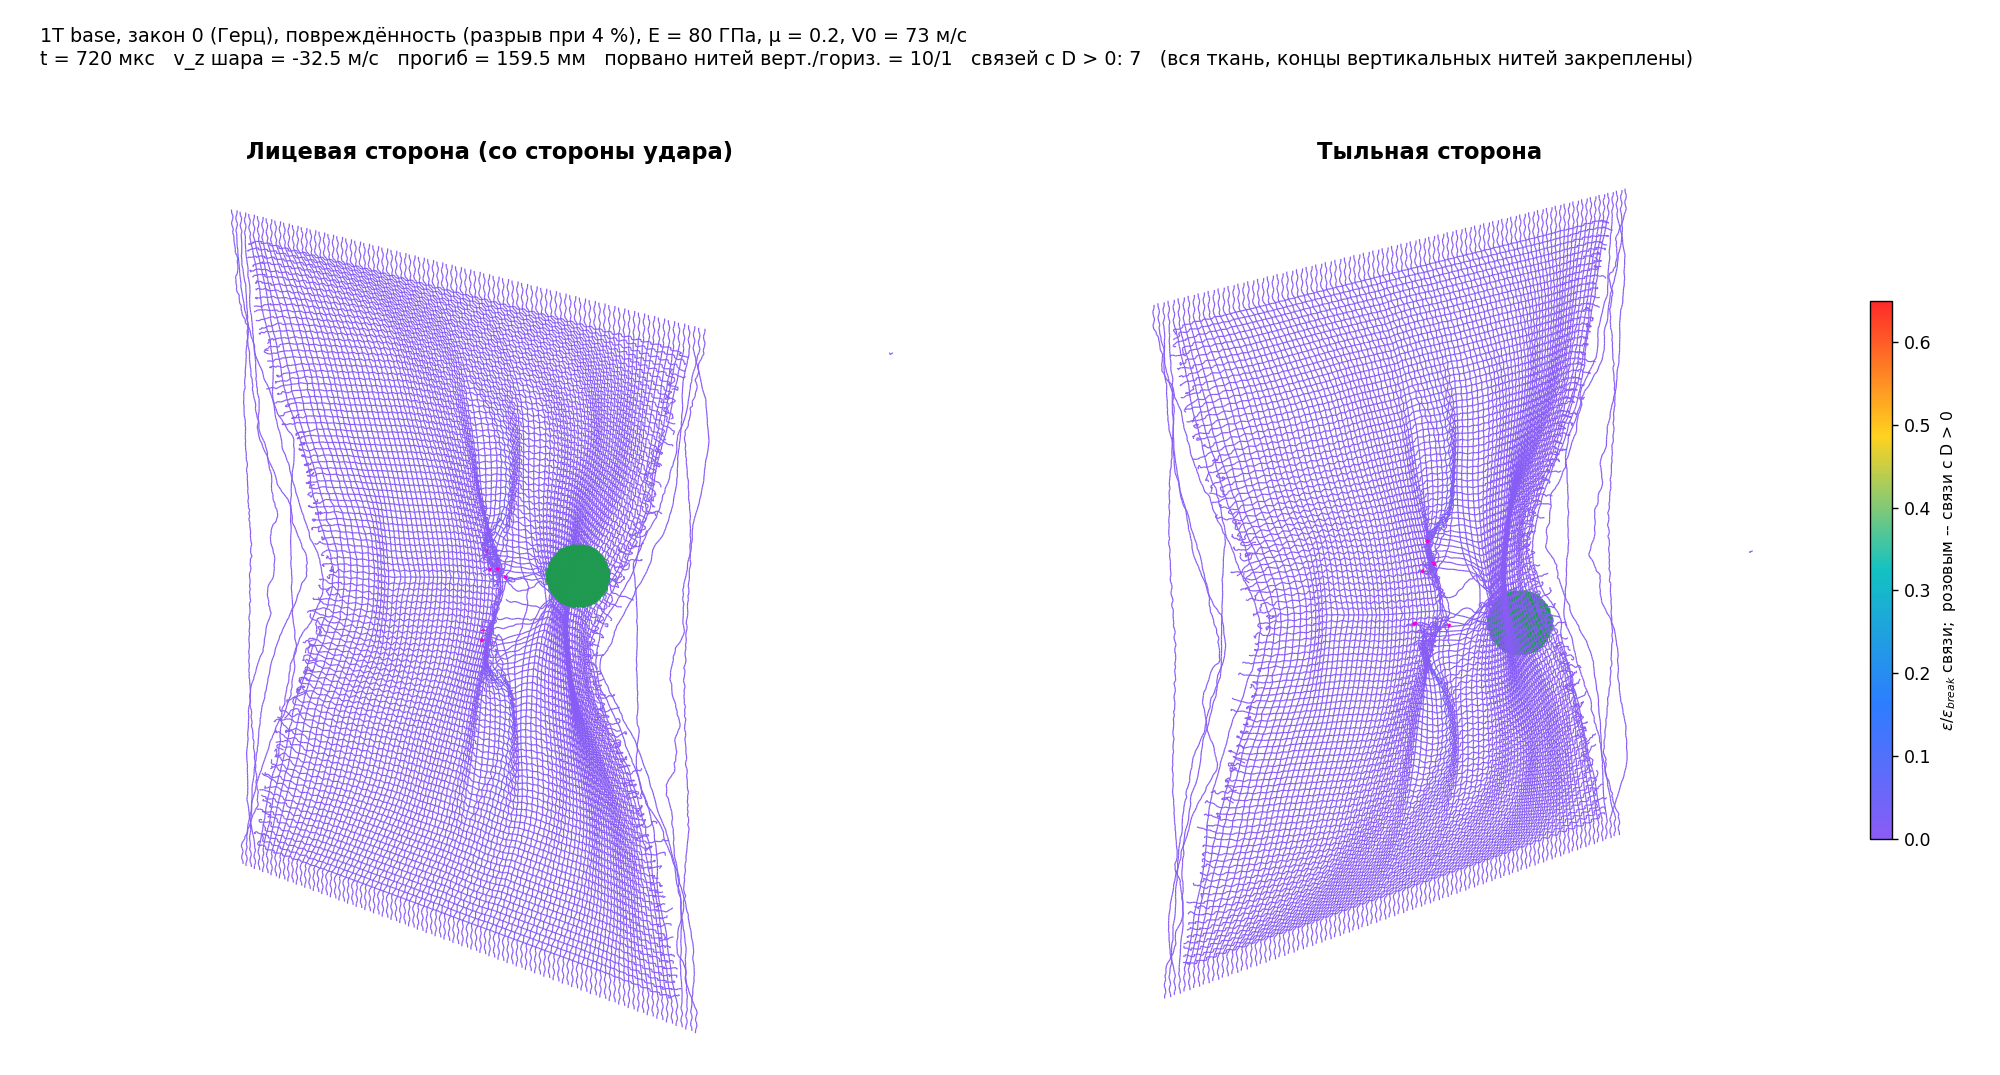 1T base, закон 0 (Герц), повреждённость (разрыв при 4 %), E = 80 ГПа, μ = 0.2, V0 = 73 м/с
t = 720 мкс   v_z шара = -32.5 м/с   прогиб = 159.5 мм   порвано нитей верт./гориз. = 10/1   связей с D > 0: 7   (вся ткань, концы вертикальных нитей закреплены)
Лицевая сторона (со стороны удара)
Тыльная сторона
0.6
0.5
0.4
0.3
0.2
0.1
0.0
ε/ε_break связи;  розовым -- связи с D > 0